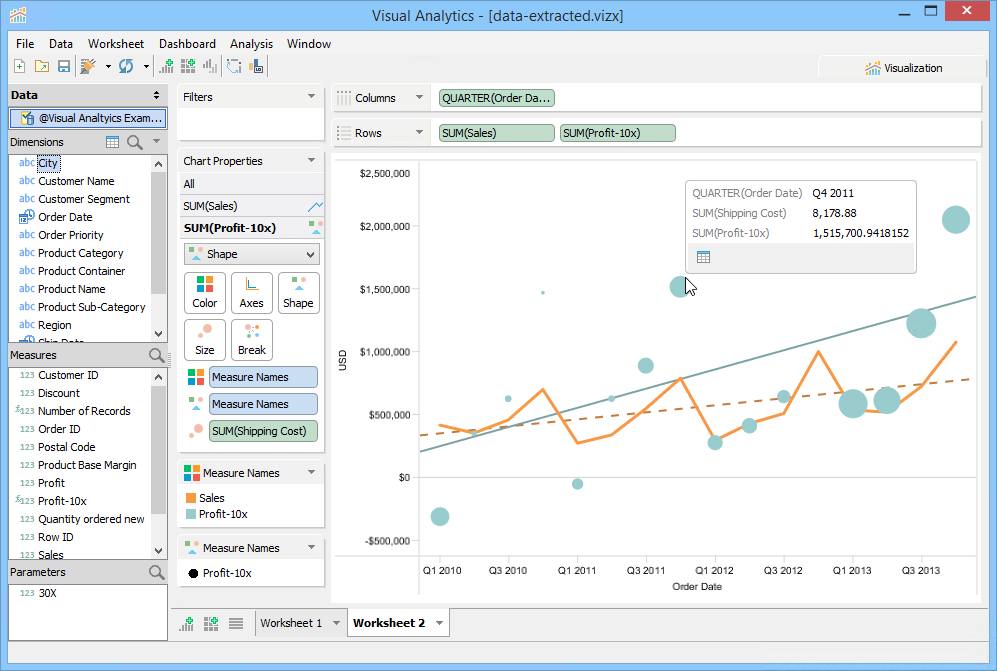 Visual Analytics - [data-extracted.vizx]
File Data Worksheet Dashboard Analysis Window
Visualization
Data
@Visual Analtyics Exam...
Dimensions
abc City
abc Customer Name
abc Customer Segment
Order Date
abc Order Priority
abc Product Category
abc Product Container
abc Product Name
abc Product Sub-Category
abc Region
Ship Date
Measures
123 Customer ID
123 Discount
f123 Number of Records
123 Order ID
123 Postal Code
123 Product Base Margin
123 Profit
f123 Profit-10x
123 Quantity ordered new
123 Row ID
123 Sales
Parameters
123 30X
Filters
Chart Properties
All
SUM(Sales)
SUM(Profit-10x)
Shape
Color Axes Shape
Size Break
Measure Names
Measure Names
SUM(Shipping Cost)
Measure Names
Sales
Profit-10x
Measure Names
Profit-10x
Columns QUARTER(Order Da...
Rows SUM(Sales) SUM(Profit-10x)
$2,500,000
$2,000,000
$1,500,000
$1,000,000
$500,000
$0
-$500,000
USD
QUARTER(Order Date) Q4 2011
SUM(Shipping Cost) 8,178.88
SUM(Profit-10x) 1,515,700.9418152
Q1 2010 Q3 2010 Q1 2011 Q3 2011 Q1 2012 Q3 2012 Q1 2013 Q3 2013
Order Date
Worksheet 1 Worksheet 2